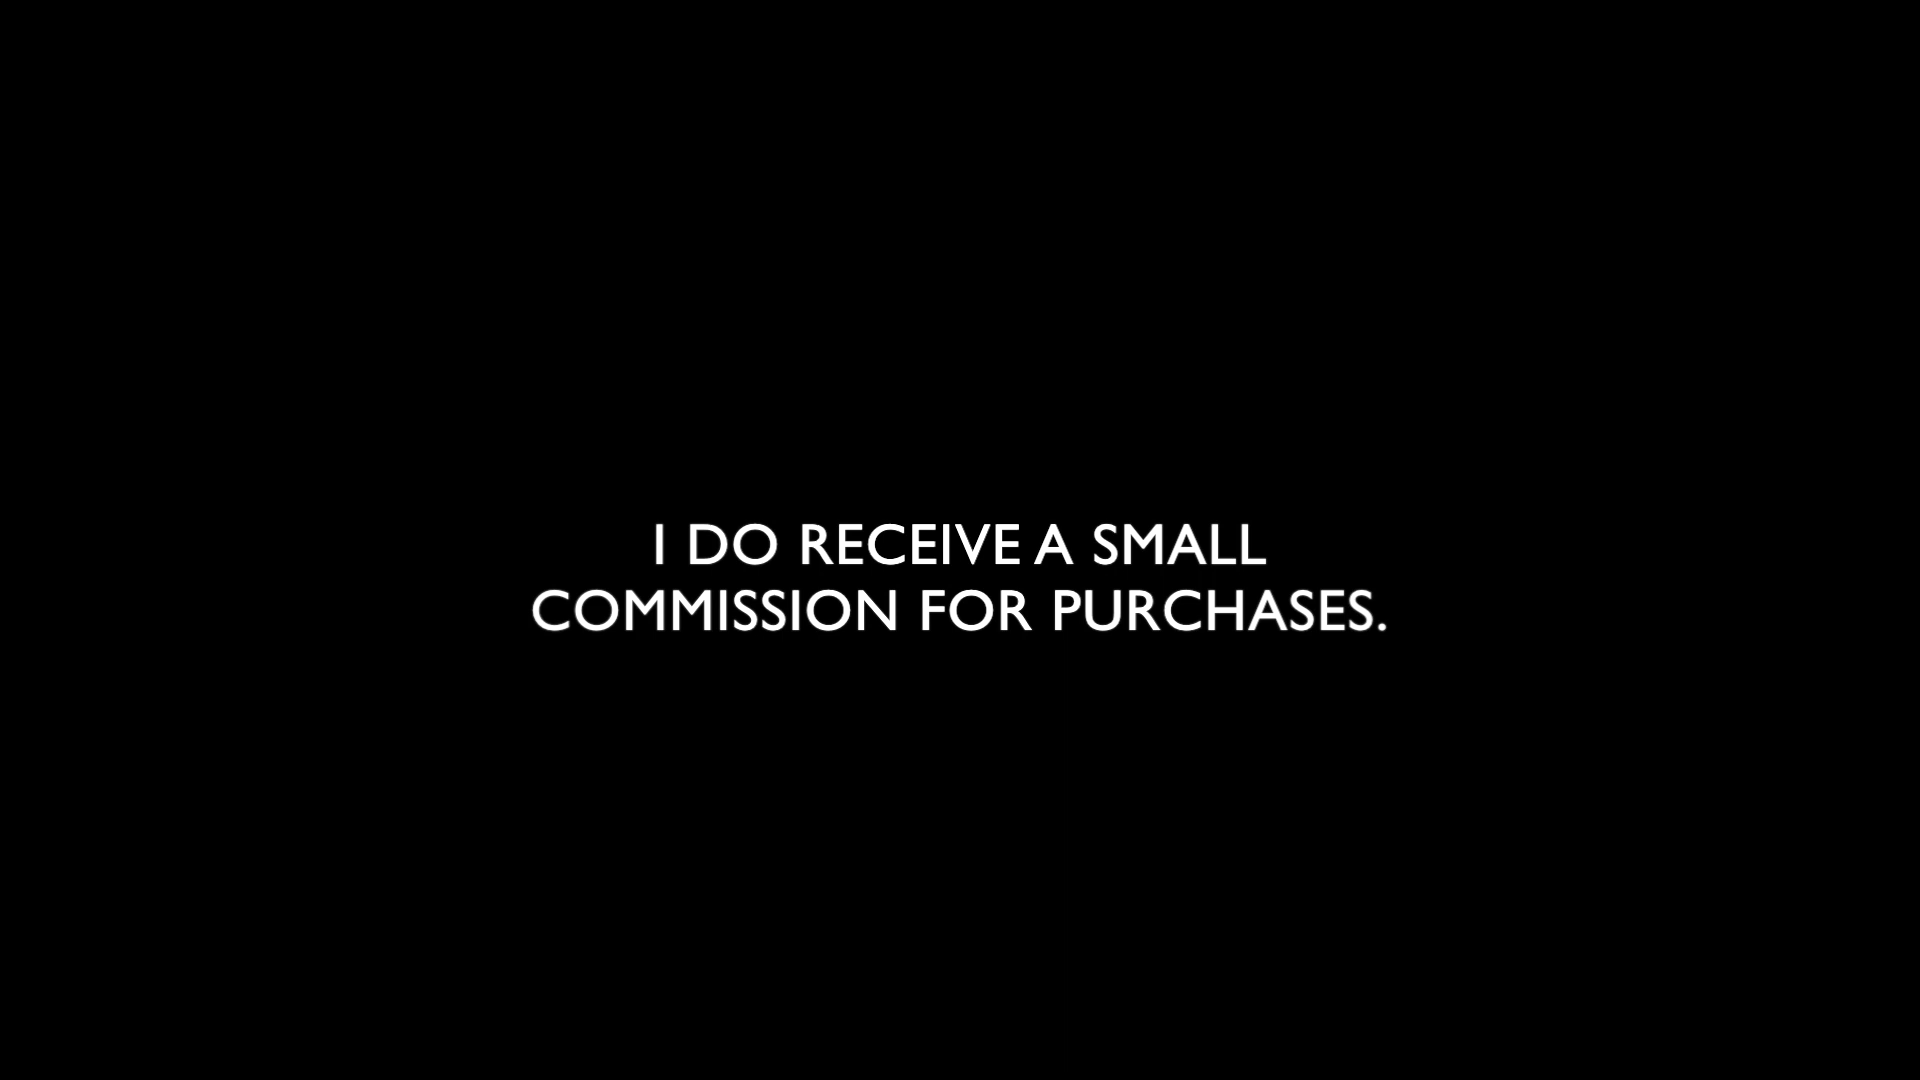 I DO RECEIVE A SMALL
COMMISSION FOR PURCHASES.